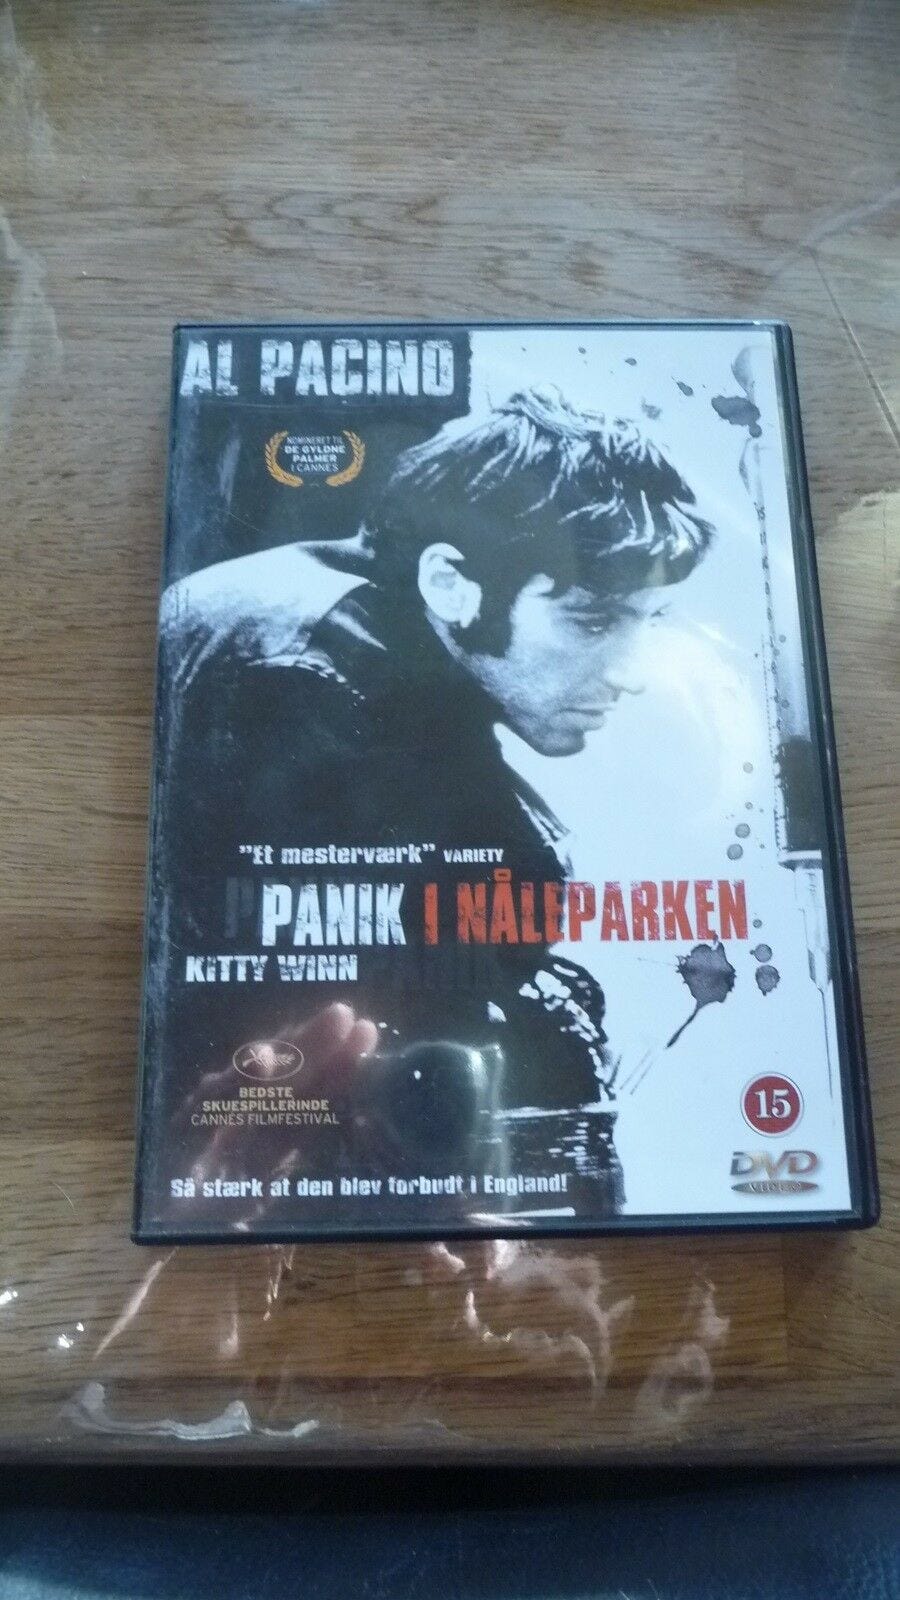 AL PACINO
NOMINERET TIL
DE GYLDNE
PALMER
I CANNES
"Et mesterværk" VARIETY
PANIK I NÅLEPARKEN
KITTY WINN
BEDSTE
SKUESPILLERINDE
CANNES FILMFESTIVAL
15
DVD
VIDEO
Så stærk at den blev forbudt i England!